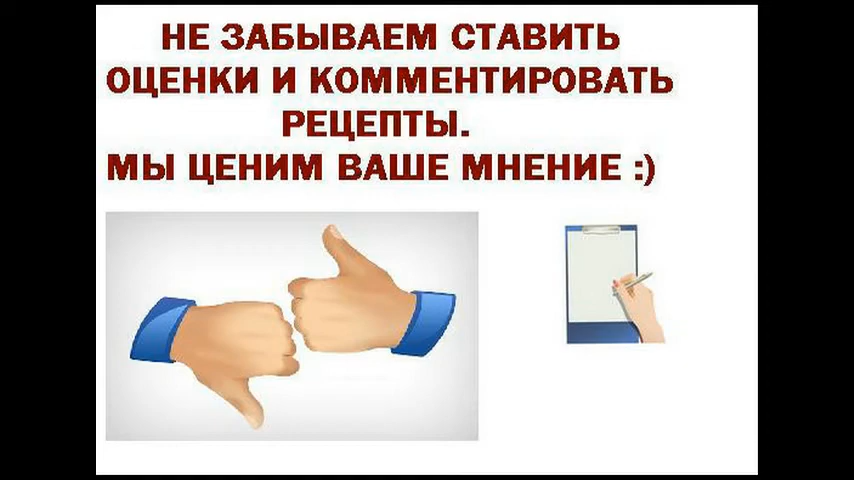 НЕ ЗАБЫВАЕМ СТАВИТЬ
ОЦЕНКИ И КОММЕНТИРОВАТЬ
РЕЦЕПТЫ.
МЫ ЦЕНИМ ВАШЕ МНЕНИЕ :)